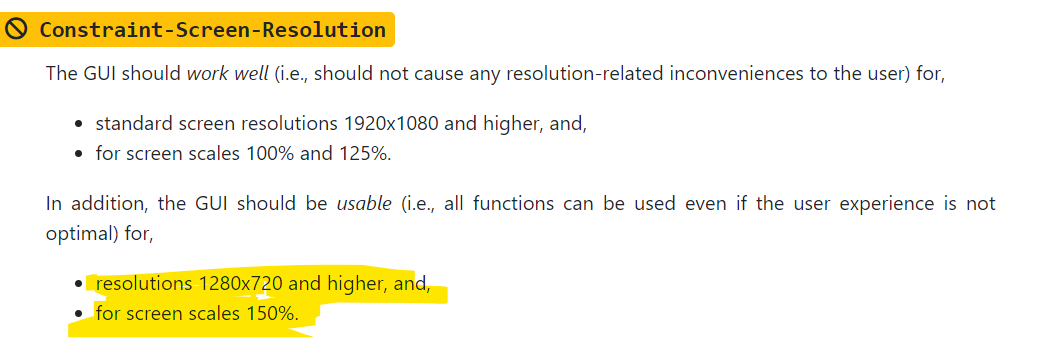 Constraint-Screen-Resolution
The GUI should work well (i.e., should not cause any resolution-related inconveniences to the user) for,
• standard screen resolutions 1920x1080 and higher, and,
• for screen scales 100% and 125%.
In addition, the GUI should be usable (i.e., all functions can be used even if the user experience is not
optimal) for,
• resolutions 1280x720 and higher, and,
• for screen scales 150%.